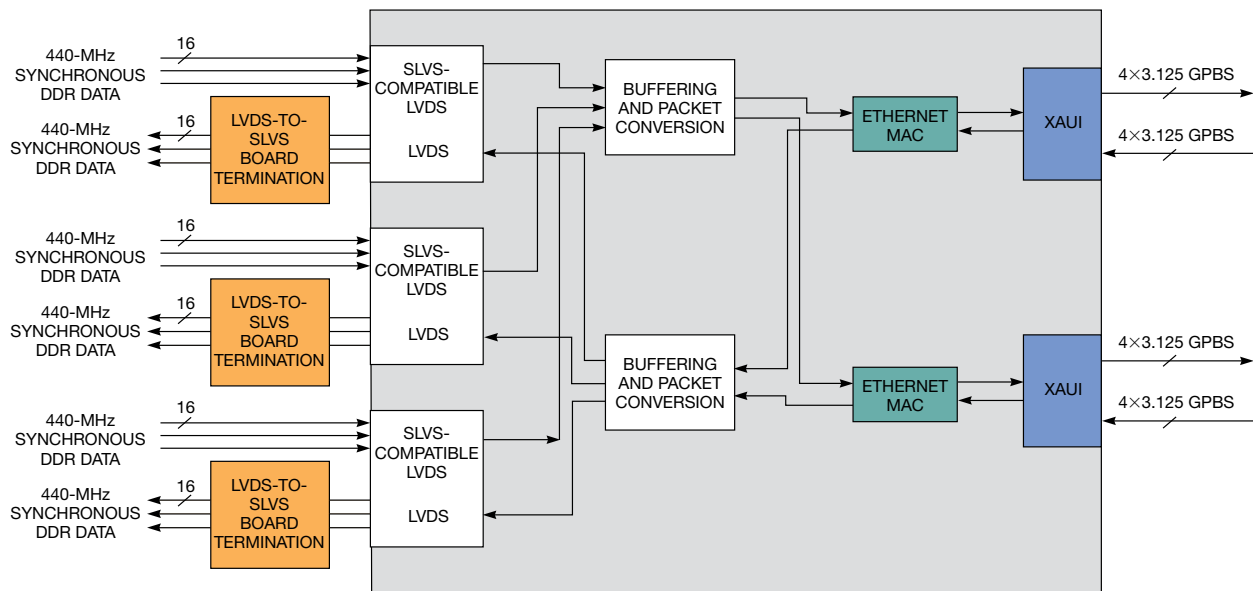 16
440-MHz
SYNCHRONOUS
DDR DATA
16
440-MHz
SYNCHRONOUS
DDR DATA
LVDS-TO-
SLVS
BOARD
TERMINATION
SLVS-
COMPATIBLE
LVDS
LVDS
16
440-MHz
SYNCHRONOUS
DDR DATA
16
440-MHz
SYNCHRONOUS
DDR DATA
LVDS-TO-
SLVS
BOARD
TERMINATION
SLVS-
COMPATIBLE
LVDS
LVDS
16
440-MHz
SYNCHRONOUS
DDR DATA
16
440-MHz
SYNCHRONOUS
DDR DATA
LVDS-TO-
SLVS
BOARD
TERMINATION
SLVS-
COMPATIBLE
LVDS
LVDS
BUFFERING
AND PACKET
CONVERSION
BUFFERING
AND PACKET
CONVERSION
ETHERNET
MAC
ETHERNET
MAC
XAUI
XAUI
4×3.125 GPBS
4×3.125 GPBS
4×3.125 GPBS
4×3.125 GPBS